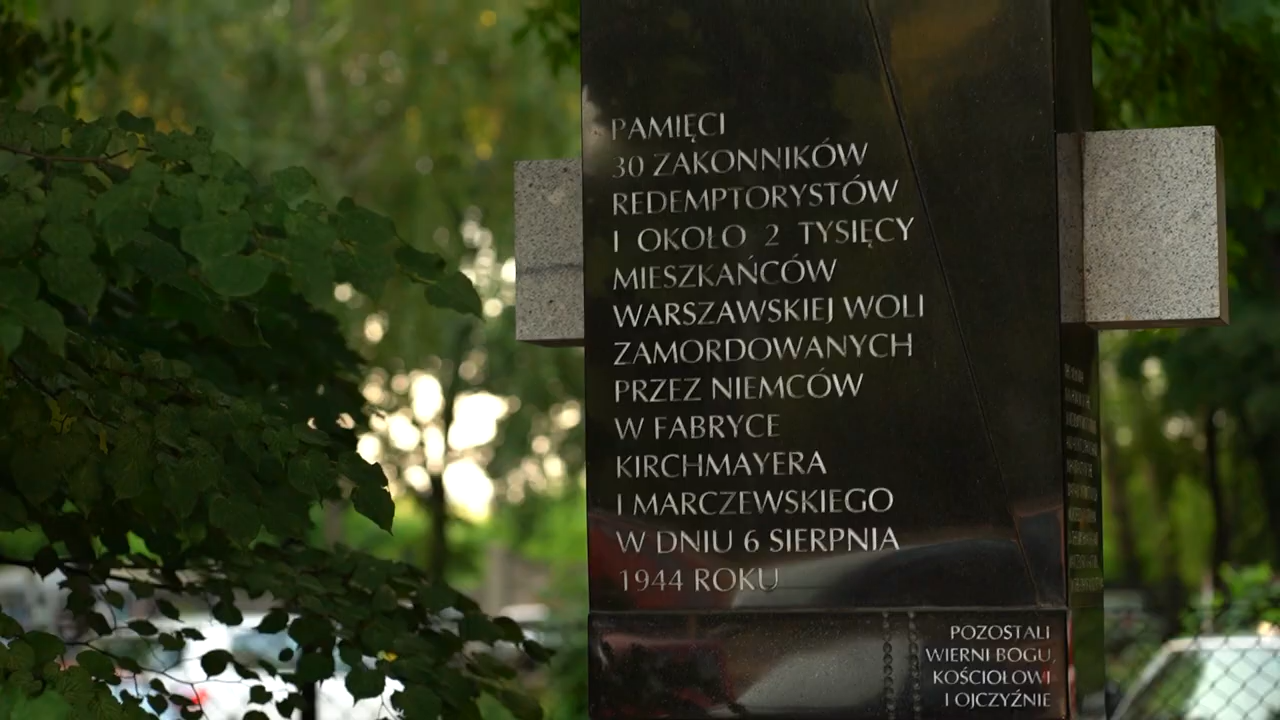 PAMIĘCI
30 ZAKONNIKÓW
REDEMPTORYSTÓW
I OKOŁO 2 TYSIĘCY
MIESZKAŃCÓW
WARSZAWSKIEJ WOLI
ZAMORDOWANYCH
PRZEZ NIEMCÓW
W FABRYCE
KIRCHMAYERA
I MARCZEWSKIEGO
W DNIU 6 SIERPNIA
1944 ROKU
POZOSTALI
WIERNI BOGU,
KOŚCIOŁOWI
I OJCZYŹNIE